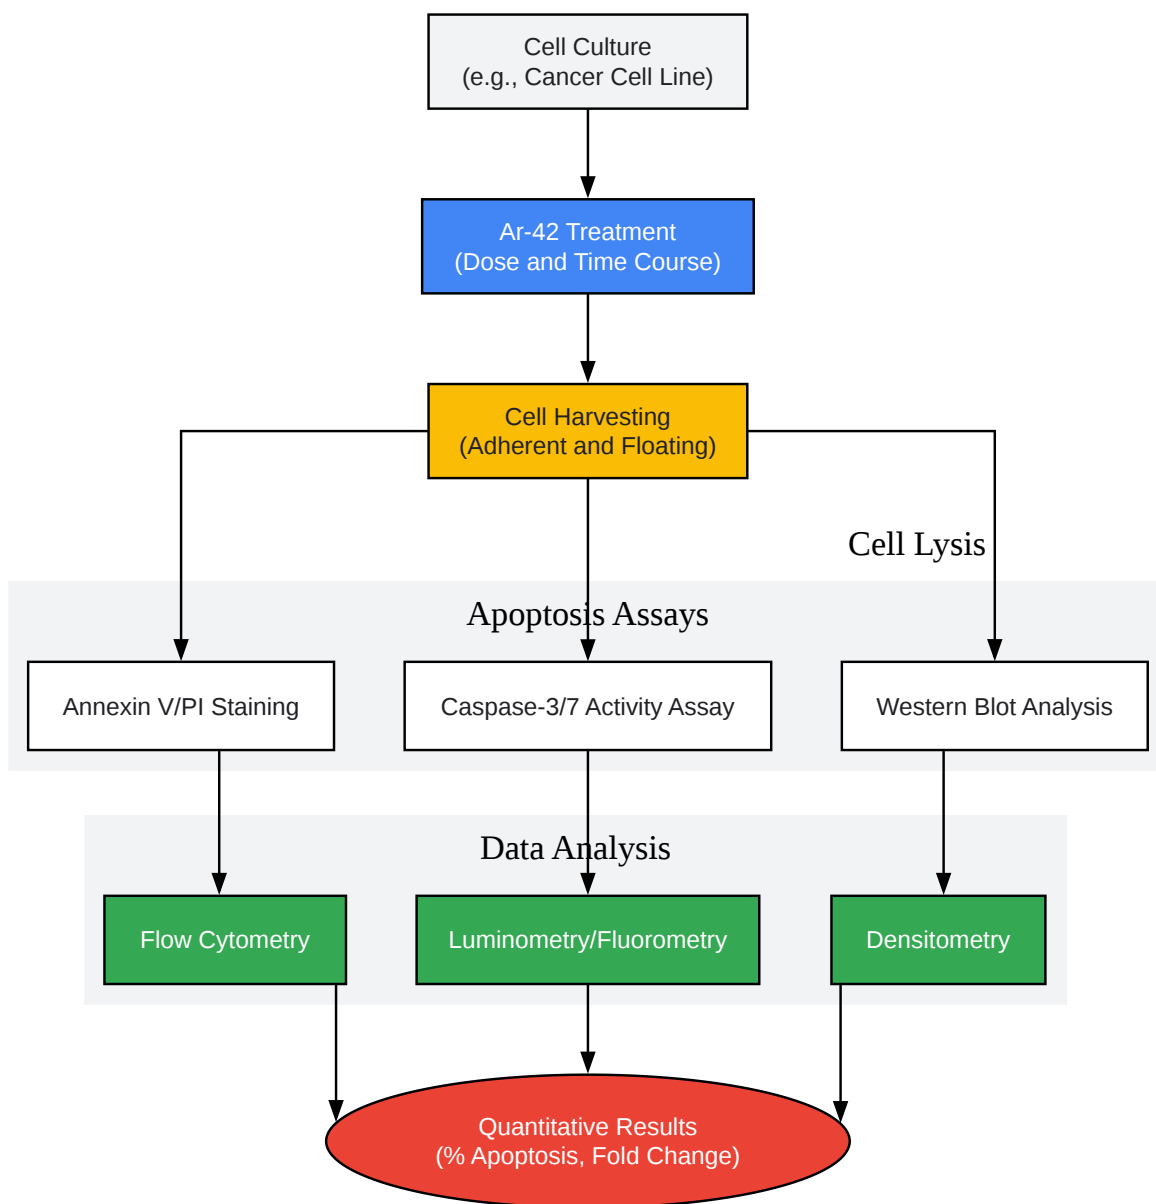 Cell Culture
(e.g., Cancer Cell Line)
Ar-42 Treatment
(Dose and Time Course)
Cell Harvesting
(Adherent and Floating)
Cell Lysis
Apoptosis Assays
Annexin V/PI Staining
Caspase-3/7 Activity Assay
Western Blot Analysis
Data Analysis
Flow Cytometry
Luminometry/Fluorometry
Densitometry
Quantitative Results
(% Apoptosis, Fold Change)